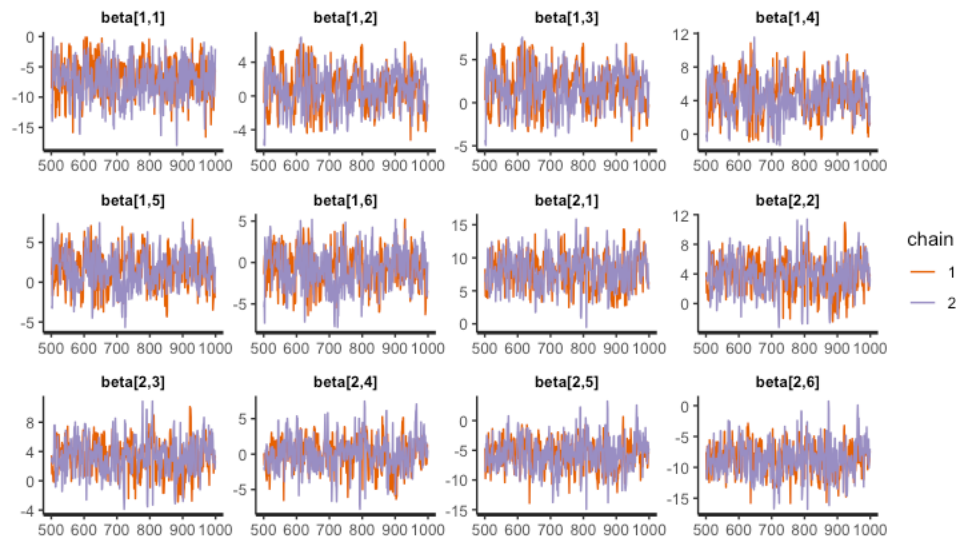 beta[1,1] beta[1,2] beta[1,3] beta[1,4]
0 -5 -10 -15
4 0 -4
5 0 -5
12 8 4 0
500 600 700 800 900 1000 500 600 700 800 900 1000 500 600 700 800 900 1000 500 600 700 800 900 1000
beta[1,5] beta[1,6] beta[2,1] beta[2,2]
5 0 -5
5 0 -5
15 10 5 0
12 8 4 0
500 600 700 800 900 1000 500 600 700 800 900 1000 500 600 700 800 900 1000 500 600 700 800 900 1000
beta[2,3] beta[2,4] beta[2,5] beta[2,6]
8 4 0 -4
5 0 -5
0 -5 -10 -15
0 -5 -10 -15
500 600 700 800 900 1000 500 600 700 800 900 1000 500 600 700 800 900 1000 500 600 700 800 900 1000
chain
1
2